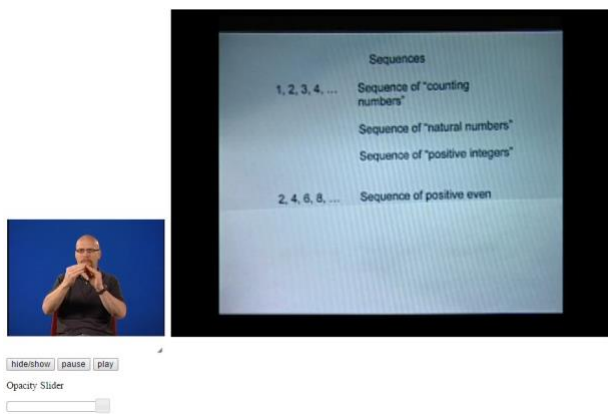 Sequences
1, 2, 3, 4, ... Sequence of "counting
numbers"
Sequence of "natural numbers"
Sequence of "positive integers"
2, 4, 6, 8, ... Sequence of positive even
hide/show pause play
Opacity Slider